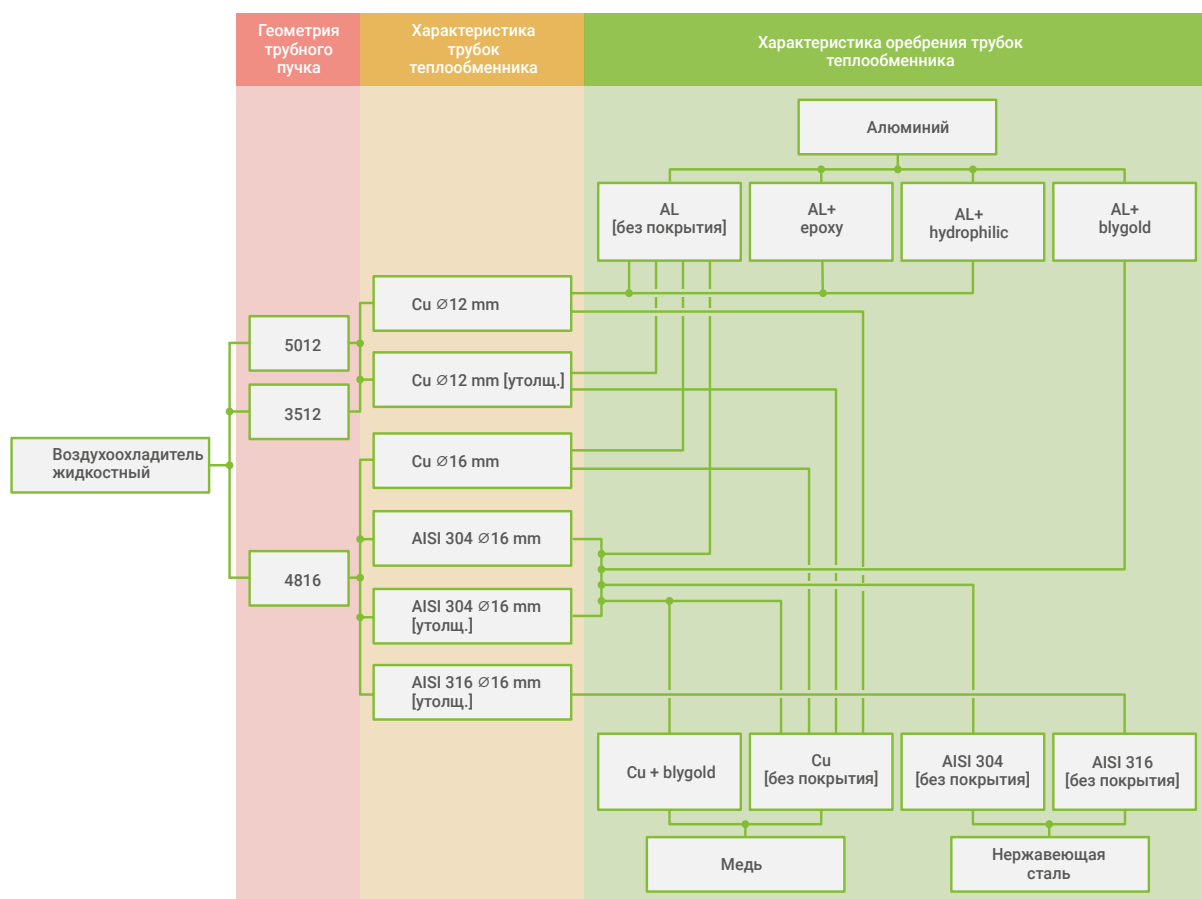 Геометрия
трубного
пучка
Характеристика
трубок
теплообменника
Характеристика оребрения трубок
теплообменника
Алюминий
AL
[без покрытия]
AL+
epoxy
AL+
hydrophilic
AL+
blygold
Cu ∅12 mm
5012
Cu ∅12 mm [утолщ.]
3512
Воздухоохладитель
жидкостный
Cu ∅16 mm
AISI 304 ∅16 mm
4816
AISI 304 ∅16 mm
[утолщ.]
AISI 316 ∅16 mm
[утолщ.]
Cu + blygold
Cu
[без покрытия]
AISI 304
[без покрытия]
AISI 316
[без покрытия]
Медь
Нержавеющая
сталь